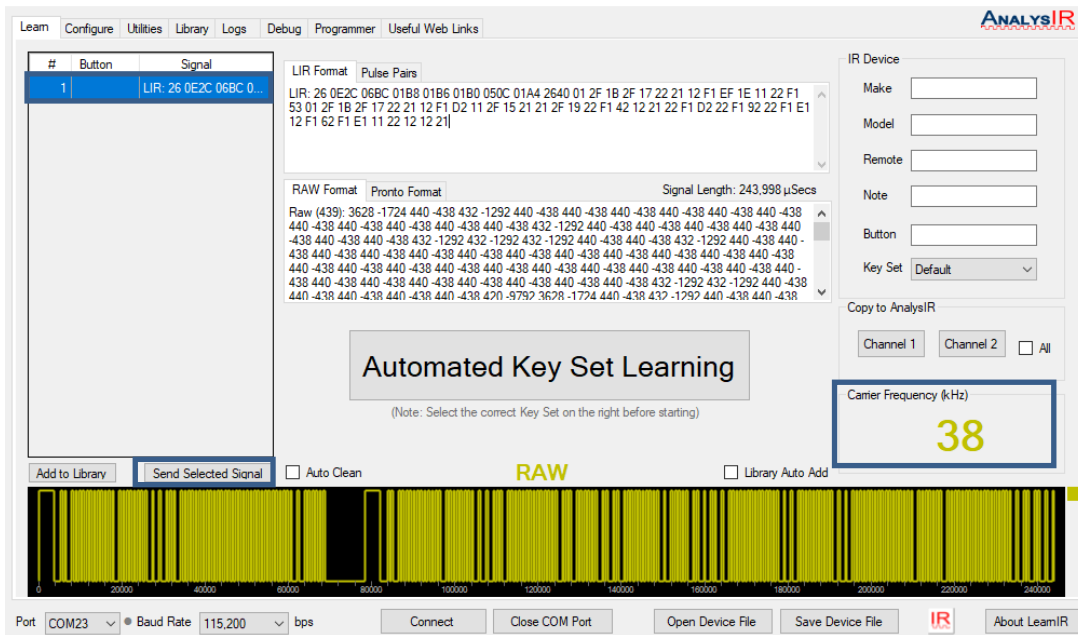 Learn Configure Utilities Library Logs Debug Programmer Useful Web Links
ANALYSIR
# Button Signal
1 LIR: 26 0E2C 06BC 0...
LIR Format Pulse Pairs
LIR: 26 0E2C 06BC 01B8 01B6 01B0 050C 01A4 2640 01 2F 1B 2F 17 22 21 12 F1 EF 1E 11 22 F1
53 01 2F 1B 2F 17 22 21 12 F1 D2 11 2F 15 21 21 2F 19 22 F1 42 12 21 22 F1 D2 22 F1 92 22 F1 E1
12 F1 62 F1 E1 11 22 12 12 21
RAW Format Pronto Format Signal Length: 243,998 µSecs
Raw (439): 3628 -1724 440 -438 432 -1292 440 -438 440 -438 440 -438 440 -438 440 -438 440 -438
440 -438 440 -438 440 -438 440 -438 440 -438 432 -1292 440 -438 440 -438 440 -438 440 -438 440
-438 440 -438 440 -438 432 -1292 432 -1292 432 -1292 440 -438 440 -438 432 -1292 440 -438 440 -
438 440 -438 440 -438 440 -438 440 -438 440 -438 440 -438 440 -438 440 -438 440 -438 440 -438
440 -438 440 -438 440 -438 440 -438 440 -438 440 -438 440 -438 440 -438 440 -438 440 -438 440 -
438 440 -438 440 -438 440 -438 440 -438 440 -438 440 -438 440 -438 432 -1292 432 -1292 440 -438
440 -438 440 -438 440 -438 440 -438 420 -9792 3628 -1724 440 -438 432 -1292 440 -438 440 -438
Automated Key Set Learning
(Note: Select the correct Key Set on the right before starting)
IR Device
Make
Model
Remote
Note
Button
Key Set Default
Copy to AnalysIR
Channel 1 Channel 2 All
Carrier Frequency (kHz)
38
Add to Library Send Selected Signal Auto Clean RAW Library Auto Add
0 20000 40000 60000 80000 100000 120000 140000 160000 180000 200000 220000 240000
Port COM23 Baud Rate 115,200 bps Connect Close COM Port Open Device File Save Device File IR About LearnIR